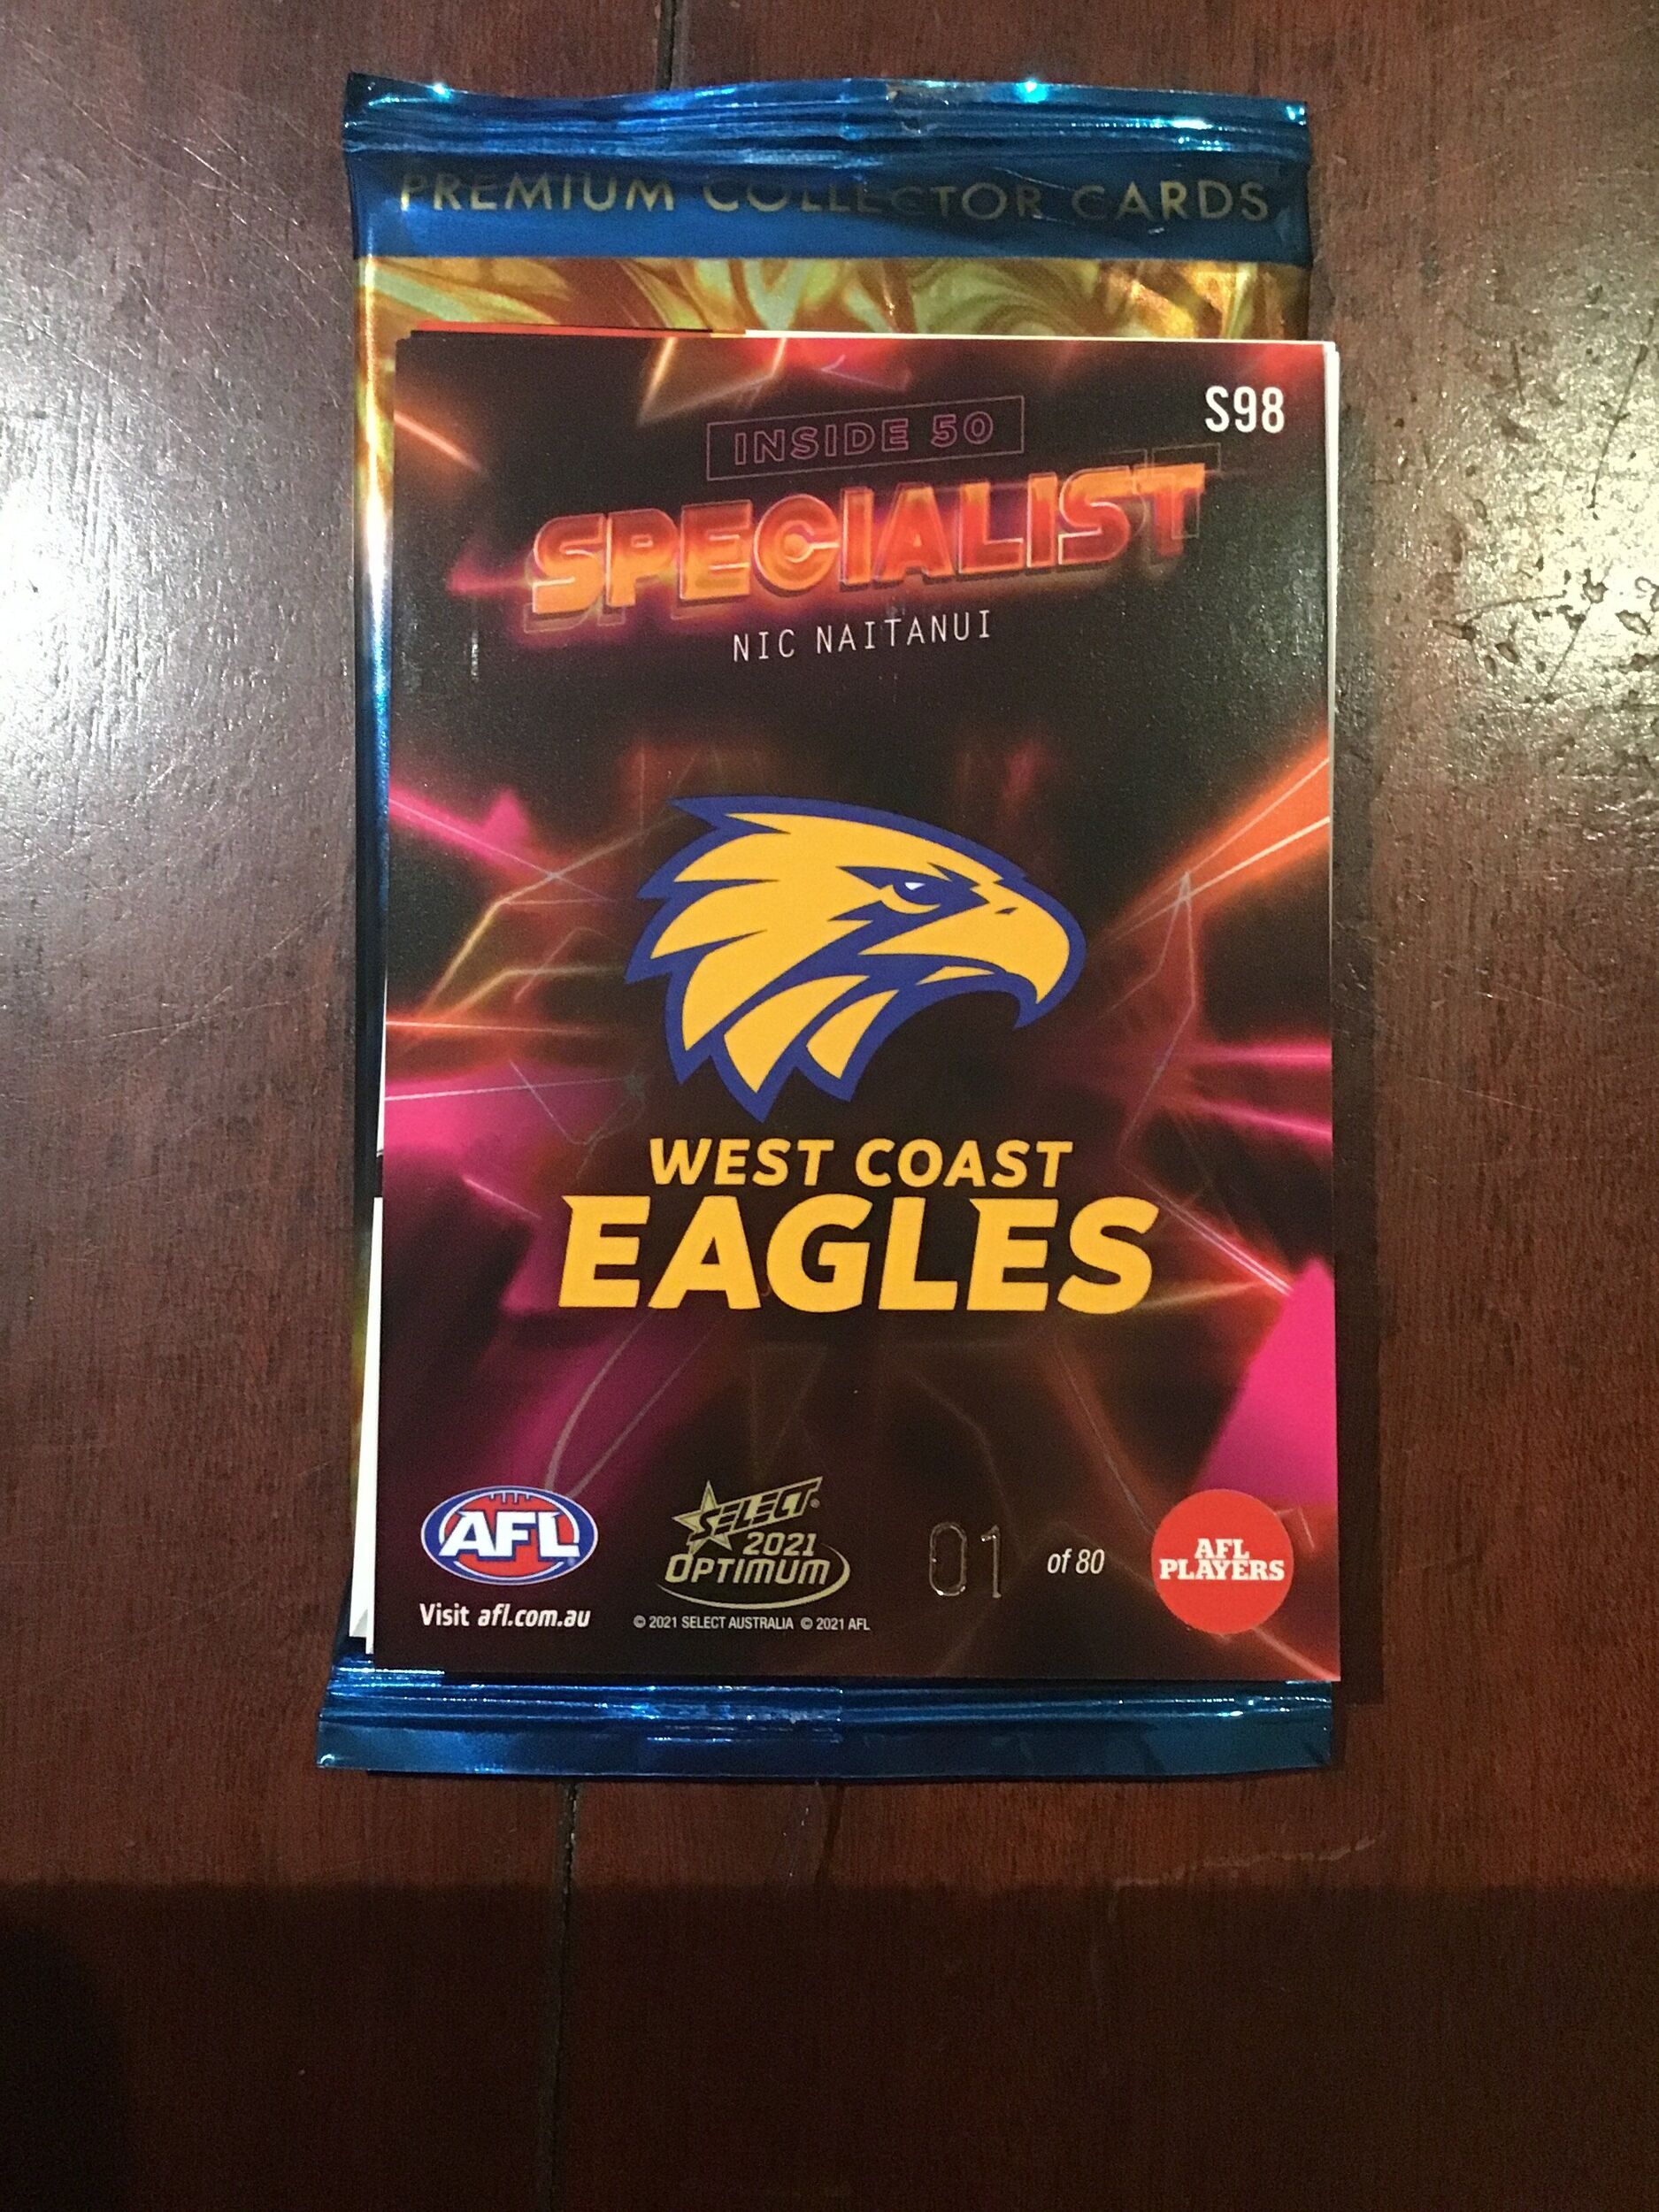 PREMIUM COLLECTOR CARDS
S98
INSIDE 50
SPECIALIST
NIC NAITANUI
WEST COAST
EAGLES
AFL
Visit afl.com.au
SELECT®
2021
OPTIMUM
© 2021 SELECT AUSTRALIA © 2021 AFL
01 of 80
AFL
PLAYERS